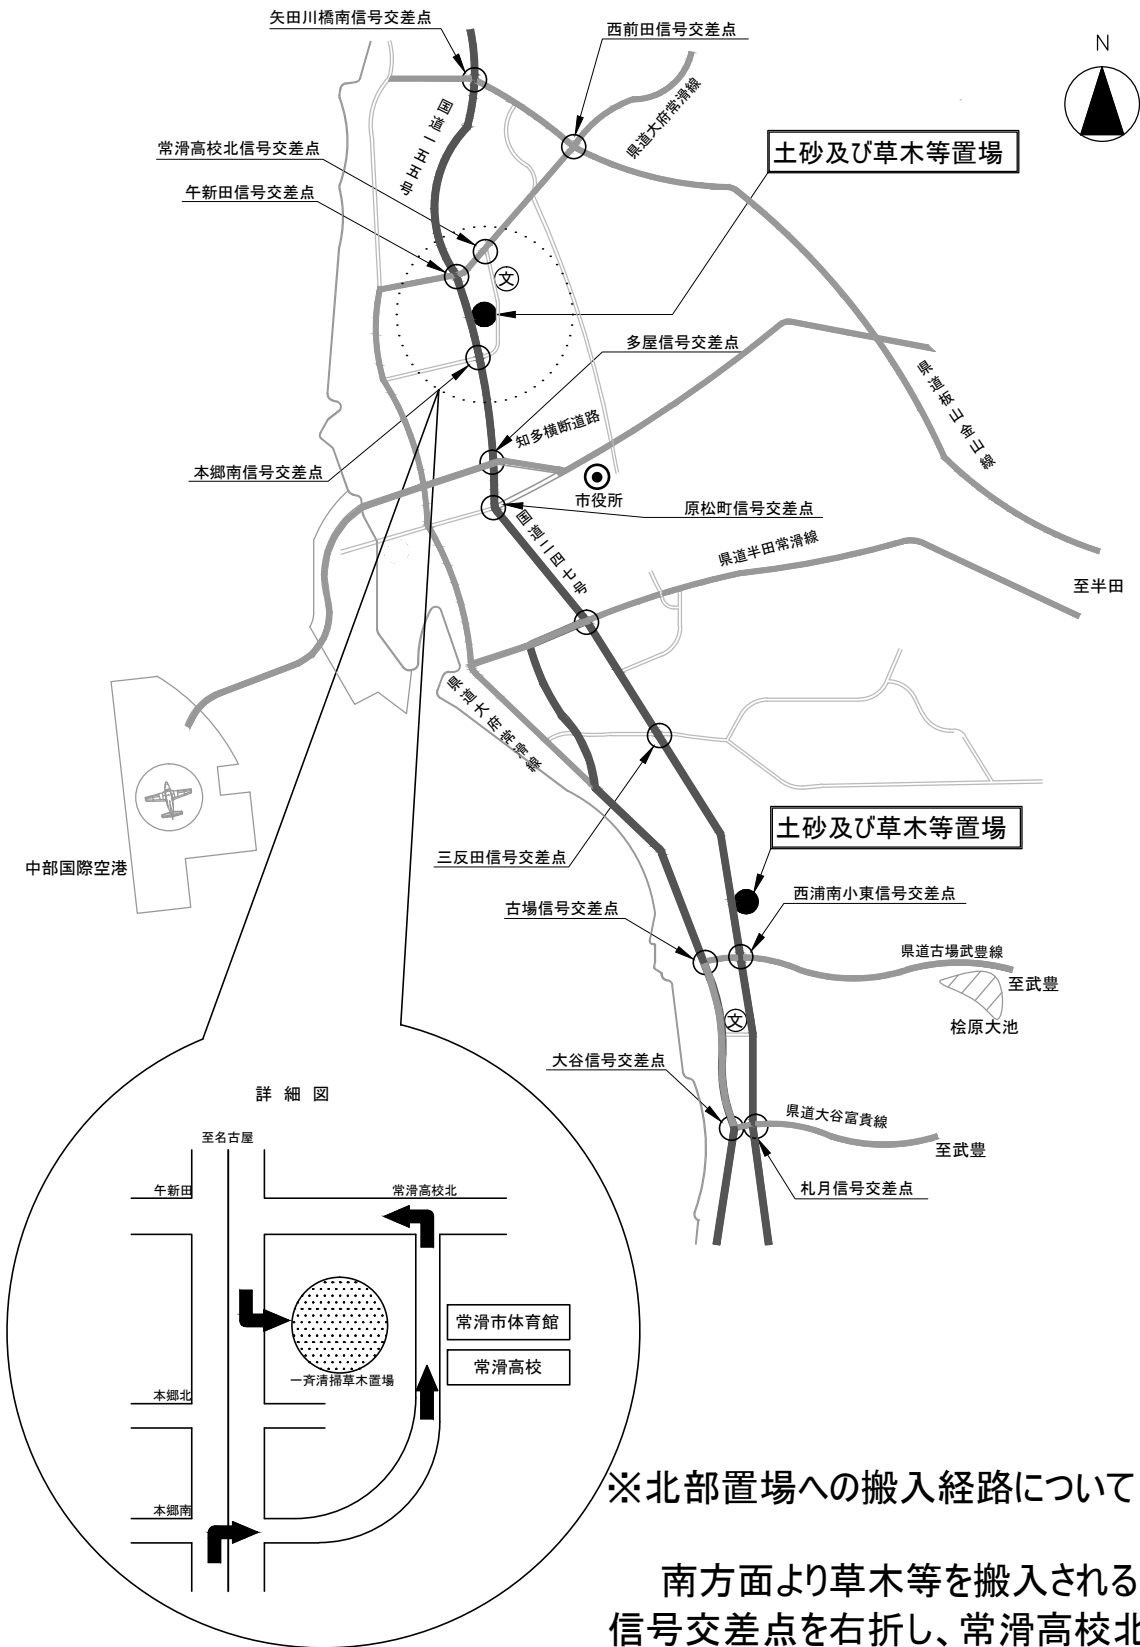 矢田川橋南信号交差点
西前田信号交差点
N
国道一五五号
県道大府常滑線
常滑高校北信号交差点
土砂及び草木等置場
午新田信号交差点
文
多屋信号交差点
県道板山金山線
知多横断道路
本郷南信号交差点
市役所
原松町信号交差点
国道二四七号
県道半田常滑線
至半田
県道大府常滑線
土砂及び草木等置場
中部国際空港
三反田信号交差点
西浦南小東信号交差点
古場信号交差点
県道古場武豊線
至武豊
文
桧原大池
大谷信号交差点
県道大谷富貴線
至武豊
札月信号交差点
詳細図
至名古屋
午新田
常滑高校北
常滑市体育館
常滑高校
一斉清掃草木置場
本郷北
本郷南
※北部置場への搬入経路について
南方面より草木等を搬入される
信号交差点を右折し、常滑高校北